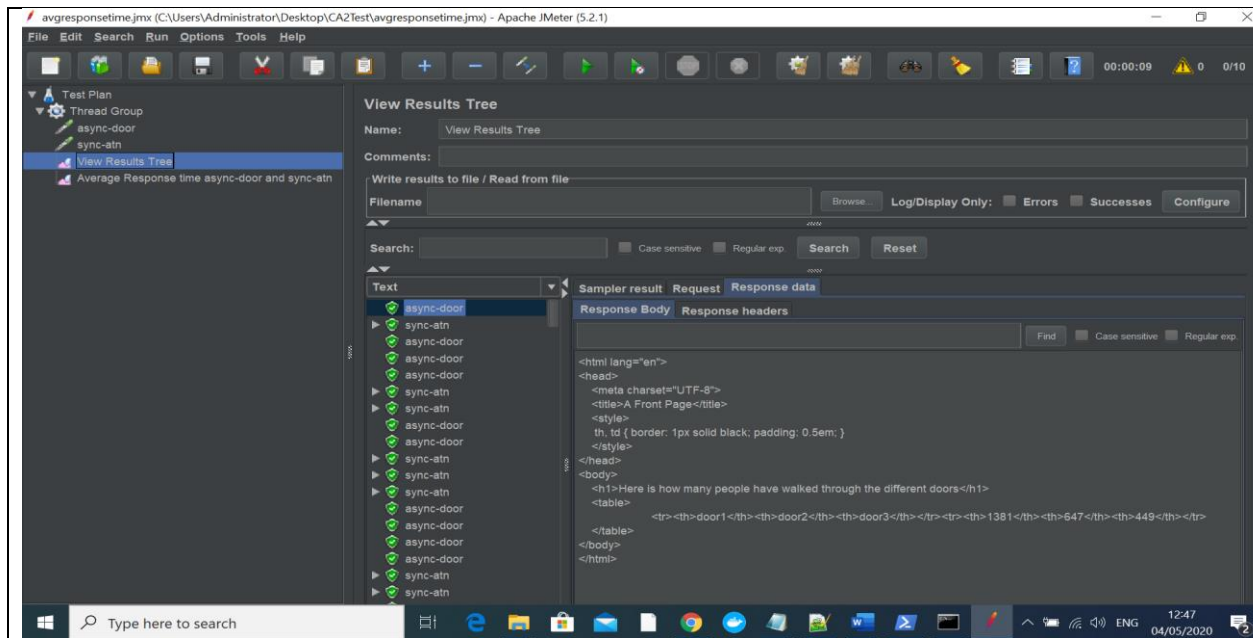 avgresponsetime.jmx (C:\Users\Administrator\Desktop\CA2Test\avgresponsetime.jmx) - Apache JMeter (5.2.1)
File Edit Search Run Options Tools Help
00:00:09 0 0/10
Test Plan
Thread Group
async-door
sync-atn
View Results Tree
Average Response time async-door and sync-atn
View Results Tree
Name: View Results Tree
Comments:
Write results to file / Read from file
Filename Browse... Log/Display Only: Errors Successes Configure
Search: Case sensitive Regular exp. Search Reset
Text
async-door
sync-atn
async-door
async-door
async-door
sync-atn
sync-atn
async-door
async-door
sync-atn
sync-atn
sync-atn
async-door
async-door
async-door
async-door
sync-atn
sync-atn
Sampler result Request Response data
Response Body Response headers
Find Case sensitive Regular exp.
<html lang="en">
<head>
<meta charset="UTF-8">
<title>A Front Page</title>
<style>
th, td { border: 1px solid black; padding: 0.5em; }
</style>
</head>
<body>
<h1>Here is how many people have walked through the different doors</h1>
<table>
<tr><th>door1</th><th>door2</th><th>door3</th></tr><tr><th>1381</th><th>647</th><th>449</th></tr>
</table>
</body>
</html>
Type here to search
ENG
12:47
04/05/2020